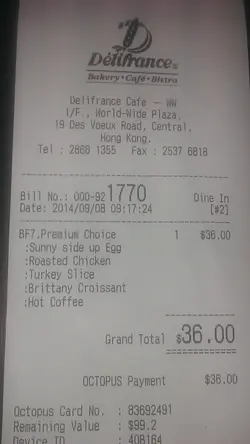 Délifrance
Bakery • Café • Bistro
Delifrance Cafe - WW
1/F., World-Wide Plaza,
19 Des Voeux Road, Central,
Hong Kong.
Tel : 2868 1355 Fax : 2537 6818
Bill No.: 000-92 1770 Dine In
Date: 2014/09/08 09:17:24 [#2]
BF7.Premium Choice 1 $36.00
:Sunny side up Egg
:Roasted Chicken
:Turkey Slice
:Brittany Croissant
:Hot Coffee
Grand Total $36.00
OCTOPUS Payment $36.00
Octopus Card No. : 83692491
Remaining Value : $99.2
Device ID : 408164